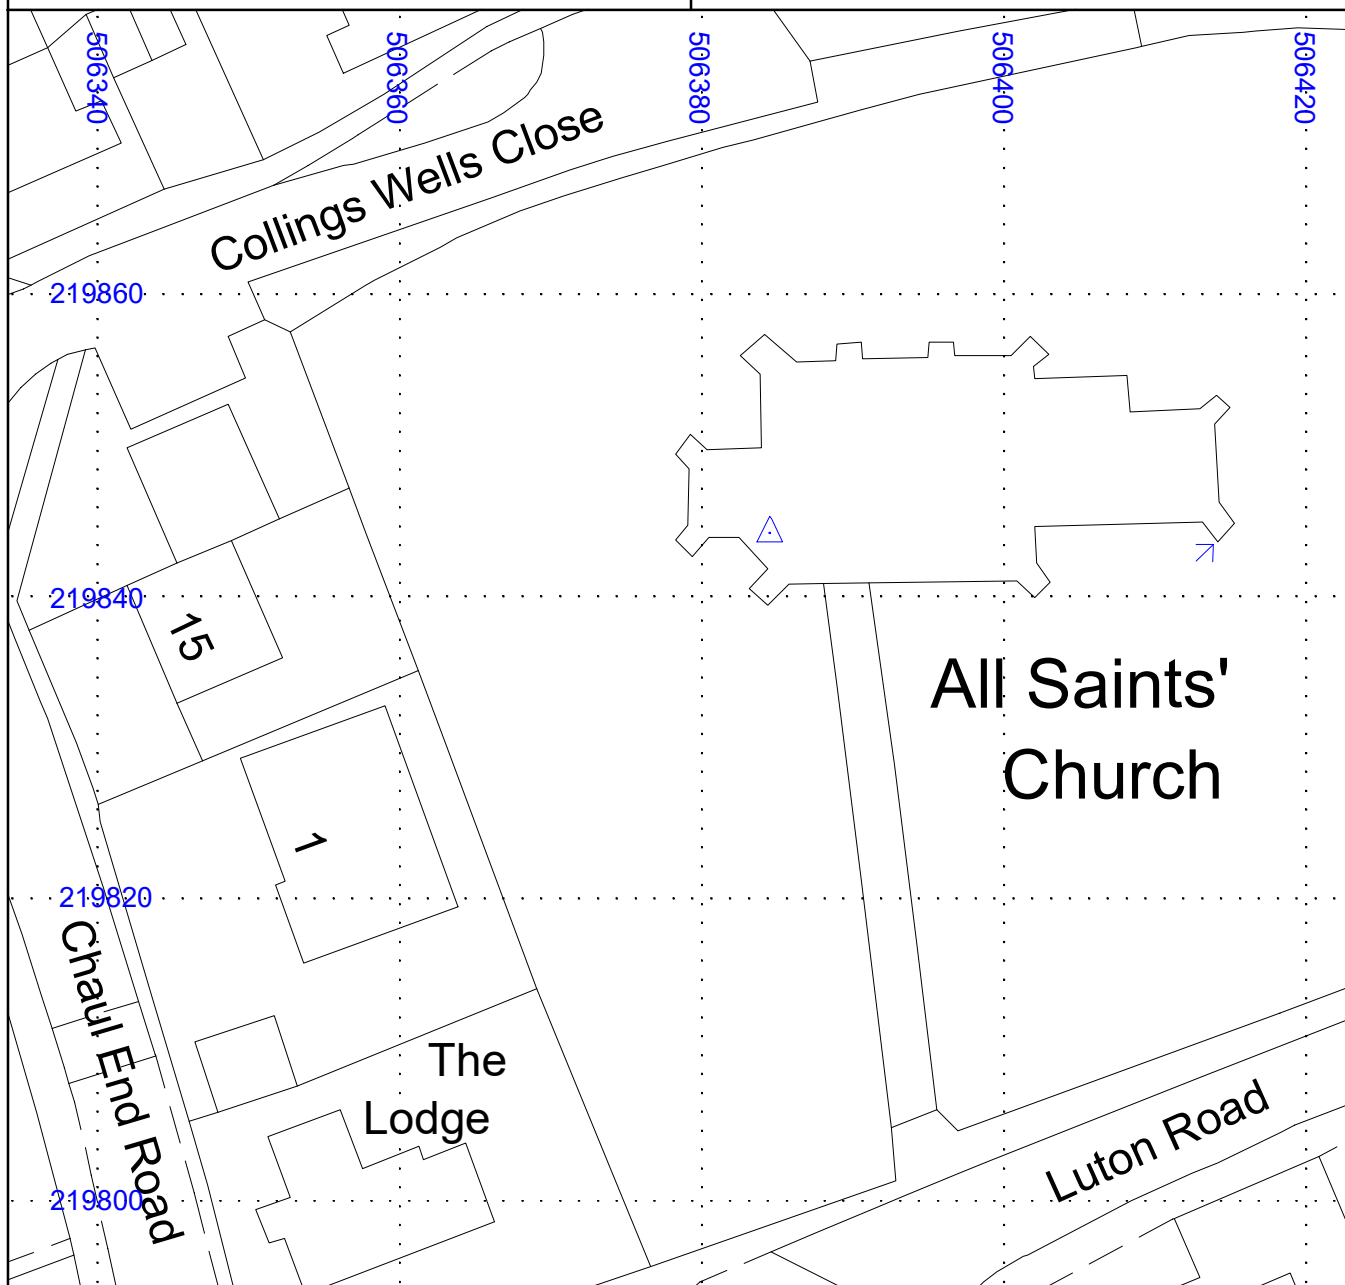 506340
506360
506380
506400
506420
Collings Wells Close
219860
219840
15
All Saints'
Church
1
219820
Chaul End Road
The
Lodge
Luton Road
219800